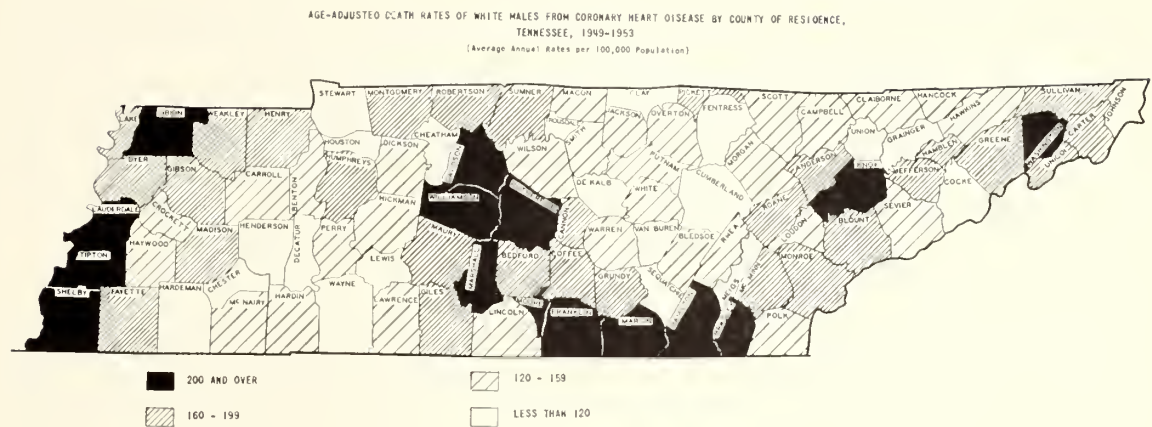 AGE-ADJUSTED DEATH RATES OF WHITE MALES FROM CORONARY HEART DISEASE BY COUNTY OF RESIDENCE,
TENNESSEE, 1949-1953
(Average Annual Rates per 100,000 Population)
STEWART MONTGOMERY ROBERTSON SUMNER MACON CLAY PICKETT SCOTT CLAIBORNE HANCOCK HAWKINS SULLIVAN JOHNSON
LAKE OBION WEAKLEY HENRY HOUSTON CHEATHAM JACKSON OVERTON FENTRESS CAMPBELL UNION GRAINGER HAMBLEN GREENE CARTER
DYER GIBSON CARROLL BENTON HUMPHREYS DICKSON WILSON SMITH PUTNAM MORGAN ANDERSON KNOX JEFFERSON COCKE
LAUDERDALE CROCKETT MADISON HENDERSON DECATUR PERRY HICKMAN WILLIAMSON CANNON DE KALB WHITE CUMBERLAND ROANE LOUDON BLOUNT SEVIER
TIPTON HAYWOOD CHESTER LEWIS MAURY BEDFORD COFFEE WARREN VAN BUREN BLEDSOE RHEA MONROE
SHELBY FAYETTE HARDEMAN MC NAIRY HARDIN WAYNE LAWRENCE GILES LINCOLN FRANKLIN GRUNDY MARION POLK
200 AND OVER
160 - 199
120 - 159
LESS THAN 120